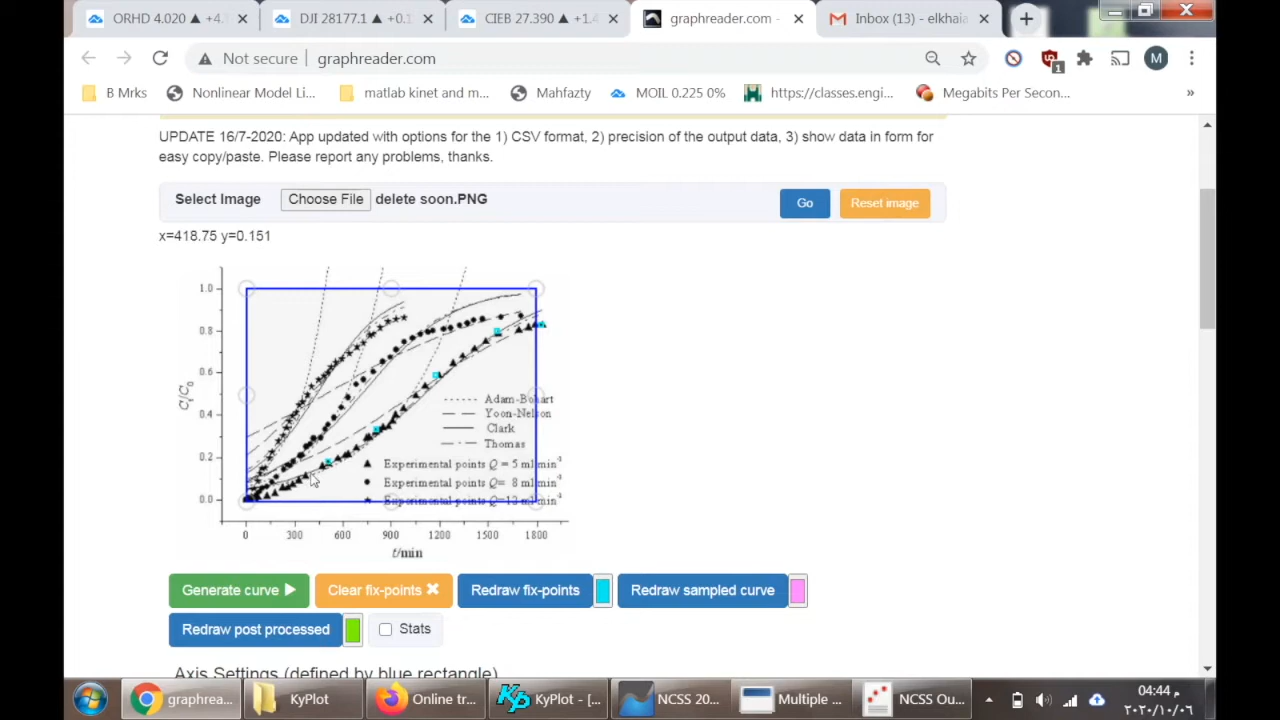 ORHD 4.020 ▲ +4.
DJI 28177.1 ▲ +0.1
CIEB 27.390 ▲ +1.4
graphreader.com -
Inbox (13) - elkhaia
Not secure | graphreader.com
B Mrks
Nonlinear Model Li...
matlab kinet and m...
Mahfazty
MOIL 0.225 0%
https://classes.engi...
Megabits Per Secon...
»
UPDATE 16/7-2020: App updated with options for the 1) CSV format, 2) precision of the output data, 3) show data in form for
easy copy/paste. Please report any problems, thanks.
Select Image Choose File delete soon.PNG Go Reset image
x=418.75 y=0.151
1.0
0.8
0.6
0.4
0.2
0.0
Adam-Bohart
Yoon-Nelson
Clark
Thomas
Experimental points Q = 5 ml min⁻¹
Experimental points Q= 8 ml min⁻¹
Experimental points Q=13 ml min⁻¹
0 300 600 900 1200 1500 1800
t/min
Generate curve Clear fix-points Redraw fix-points Redraw sampled curve
Redraw post processed Stats
Axis Settings (defined by blue rectangle)
graphrea...
KyPlot
Online tr...
KyPlot - [...
NCSS 20...
Multiple ...
NCSS Ou...
04:44 م
٢٠٢٠/١٠/٠٦